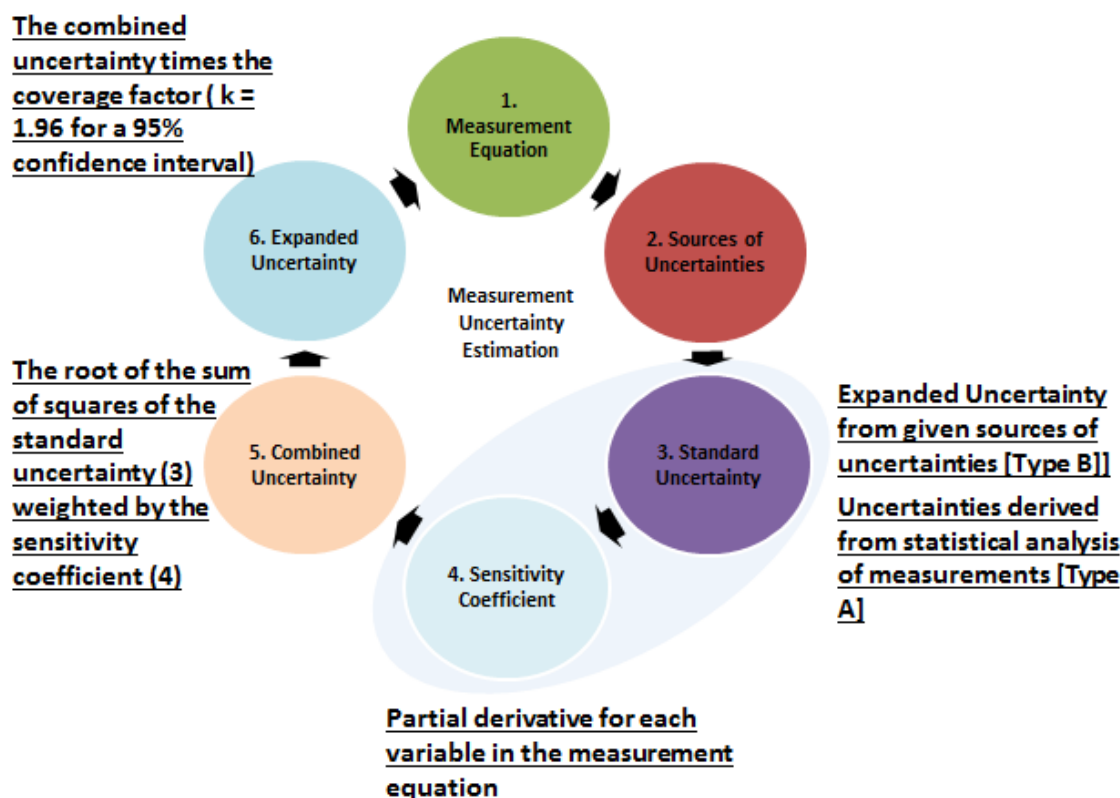 The combined
uncertainty times the
coverage factor ( k =
1.96 for a 95%
confidence interval)
1.
Measurement
Equation
2. Sources of
Uncertainties
6. Expanded
Uncertainty
Measurement
Uncertainty
Estimation
The root of the sum
of squares of the
standard
uncertainty (3)
weighted by the
sensitivity
coefficient (4)
5. Combined
Uncertainty
3. Standard
Uncertainty
Expanded Uncertainty
from given sources of
uncertainties [Type B]]
Uncertainties derived
from statistical analysis
of measurements [Type
A]
4. Sensitivity
Coefficient
Partial derivative for each
variable in the measurement
equation